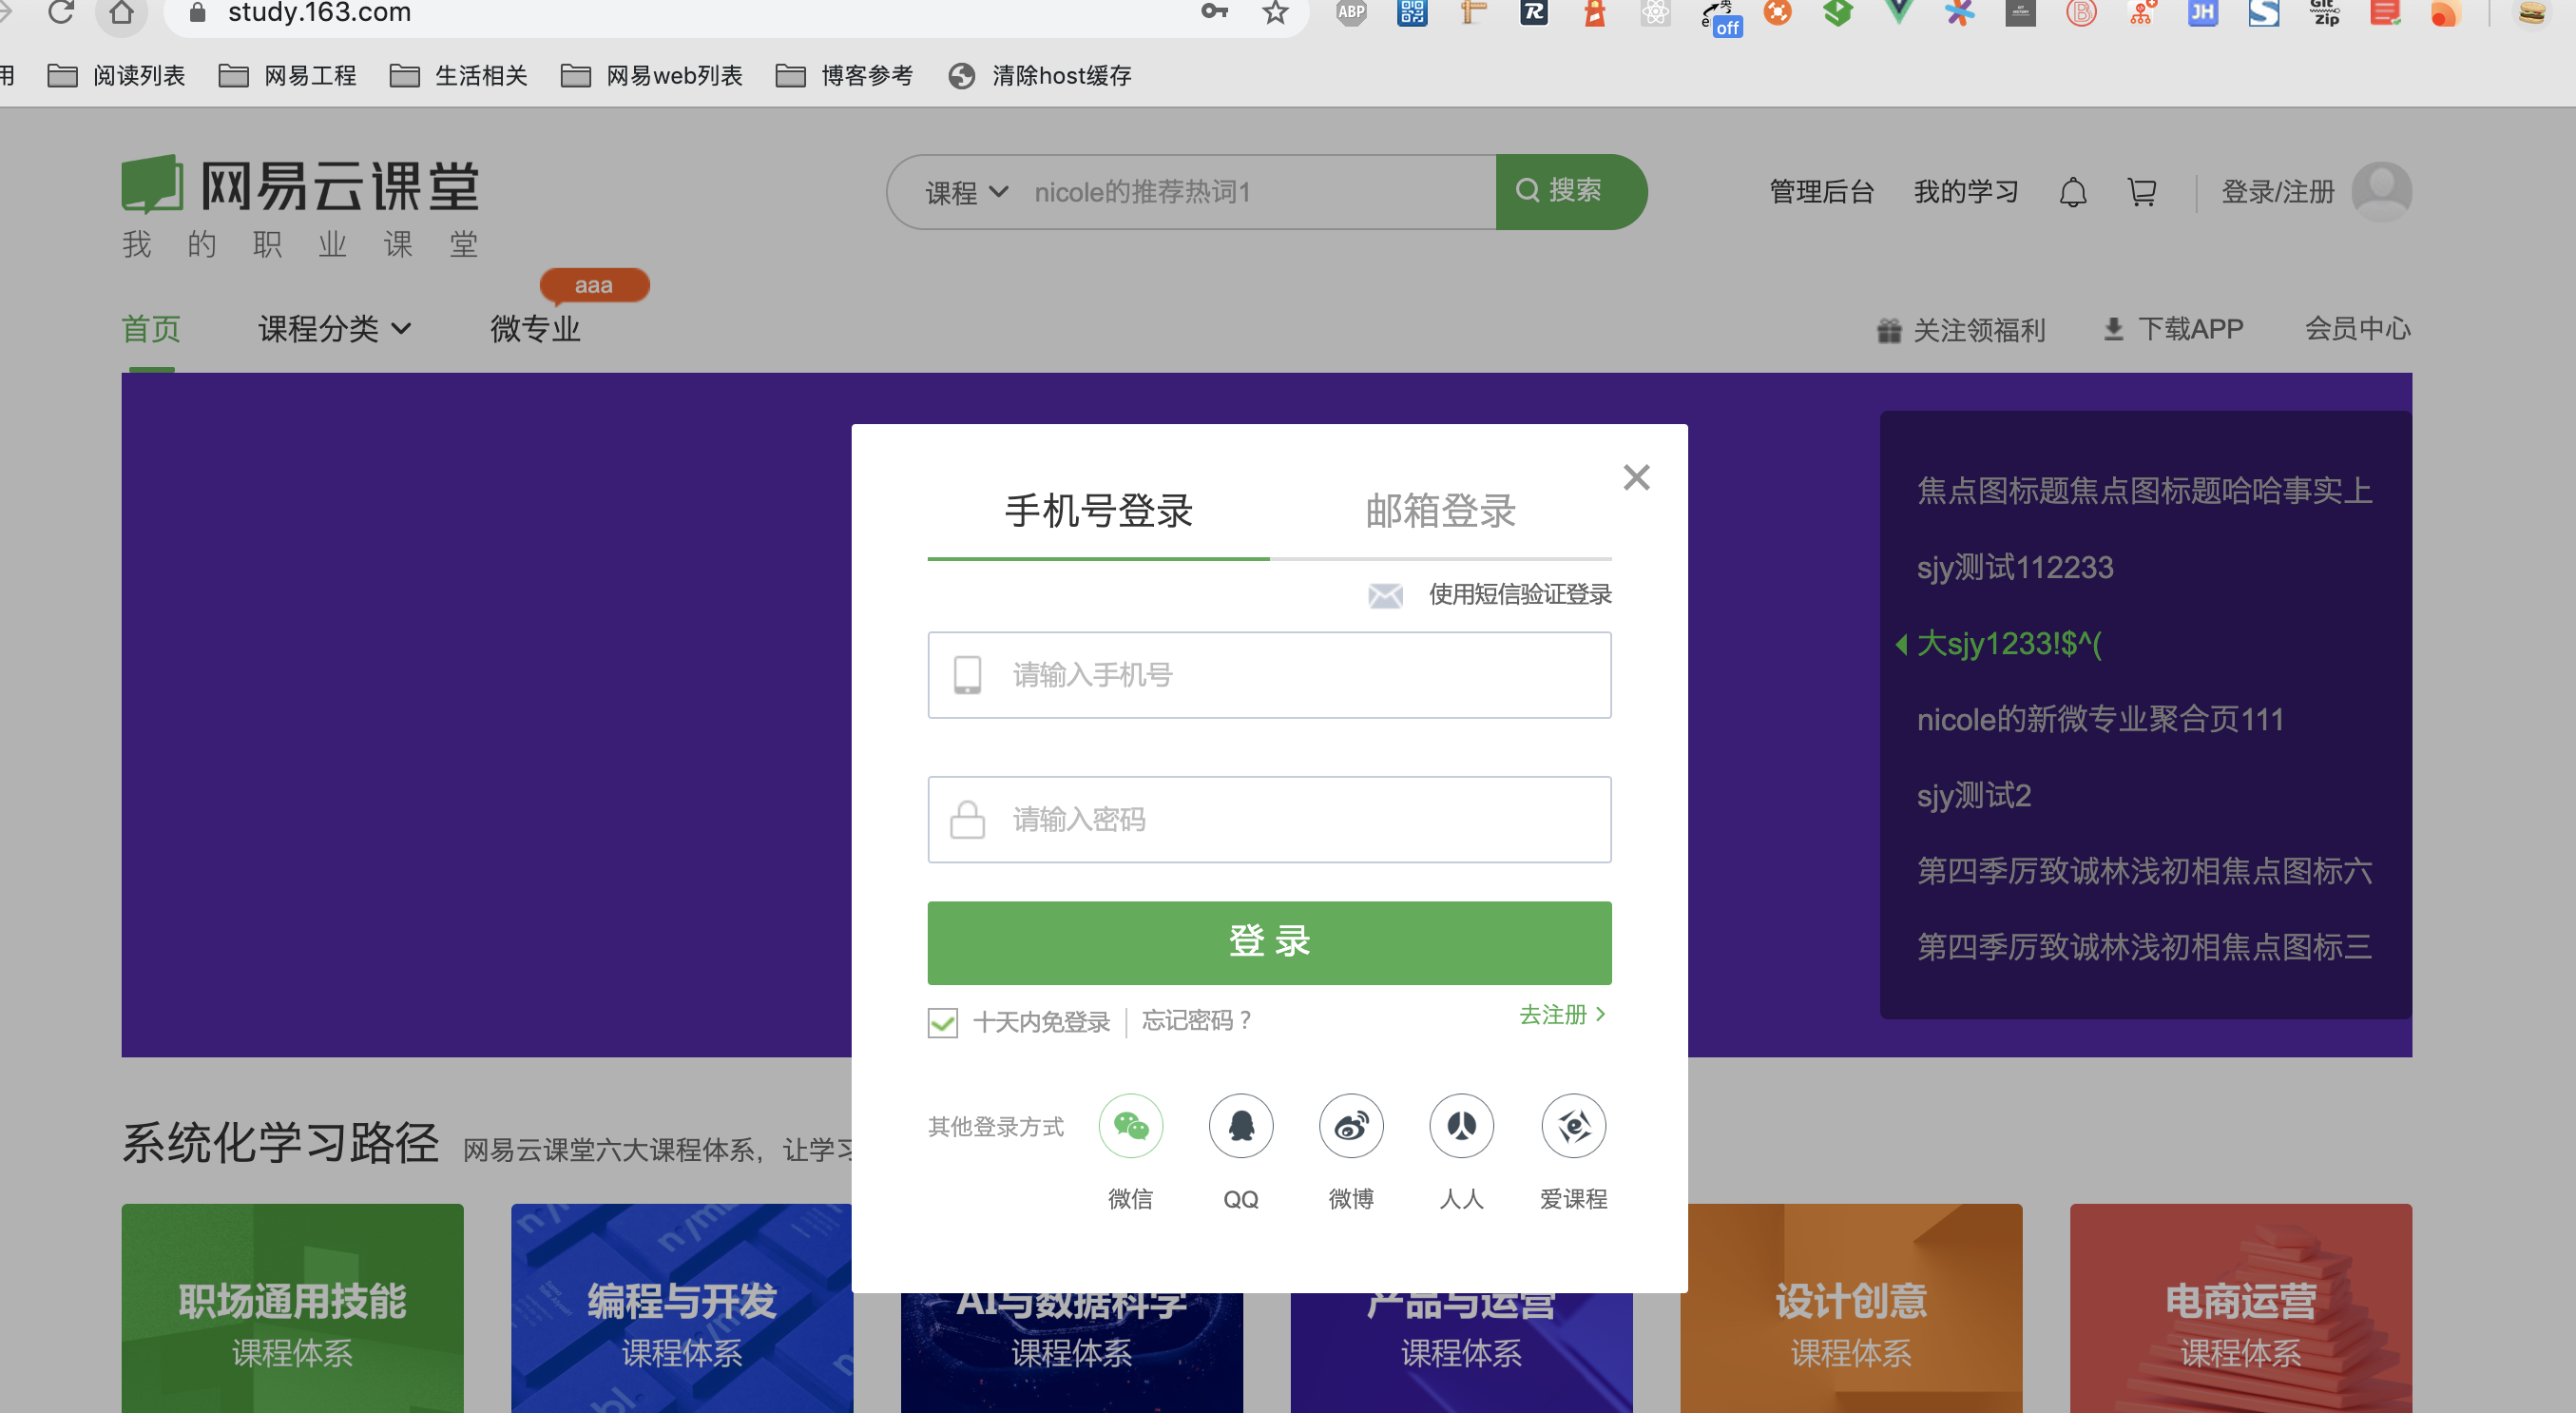 study.163.com
ABP
off
JH
Git
Zip
用 阅读列表 网易工程 生活相关 网易web列表 博客参考 清除host缓存
网易云课堂
我的职业课堂
课程 nicole的推荐热词1 搜索
管理后台 我的学习 登录/注册
aaa
首页 课程分类 微专业
关注领福利 下载APP 会员中心
焦点图标题焦点图标题哈哈事实上
sjy测试112233
大sjy1233!$^(
nicole的新微专业聚合页111
sjy测试2
第四季厉致诚林浅初相焦点图标六
第四季厉致诚林浅初相焦点图标三
手机号登录 邮箱登录
使用短信验证登录
请输入手机号
请输入密码
登 录
十天内免登录 忘记密码？ 去注册
其他登录方式
微信 QQ 微博 人人 爱课程
系统化学习路径 网易云课堂六大课程体系，让学习
职场通用技能
课程体系
编程与开发
课程体系
AI与数据科学
课程体系
产品与运营
课程体系
设计创意
课程体系
电商运营
课程体系